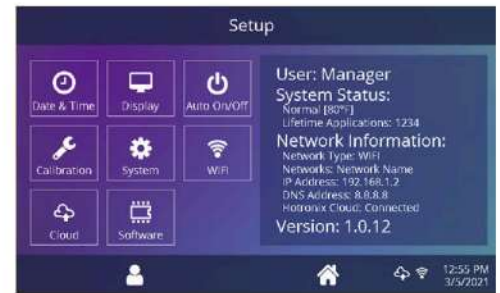 Setup
Date & Time
Display
Auto On/Off
Calibration
System
WiFi
Cloud
Software
User: Manager
System Status:
Normal [80°F]
Lifetime Applications: 1234
Network Information:
Network Type: WiFi
Networks: Network Name
IP Address: 192.168.1.2
DNS Address: 8.8.8.8
Hotronix Cloud: Connected
Version: 1.0.12
12:55 PM
3/5/2021